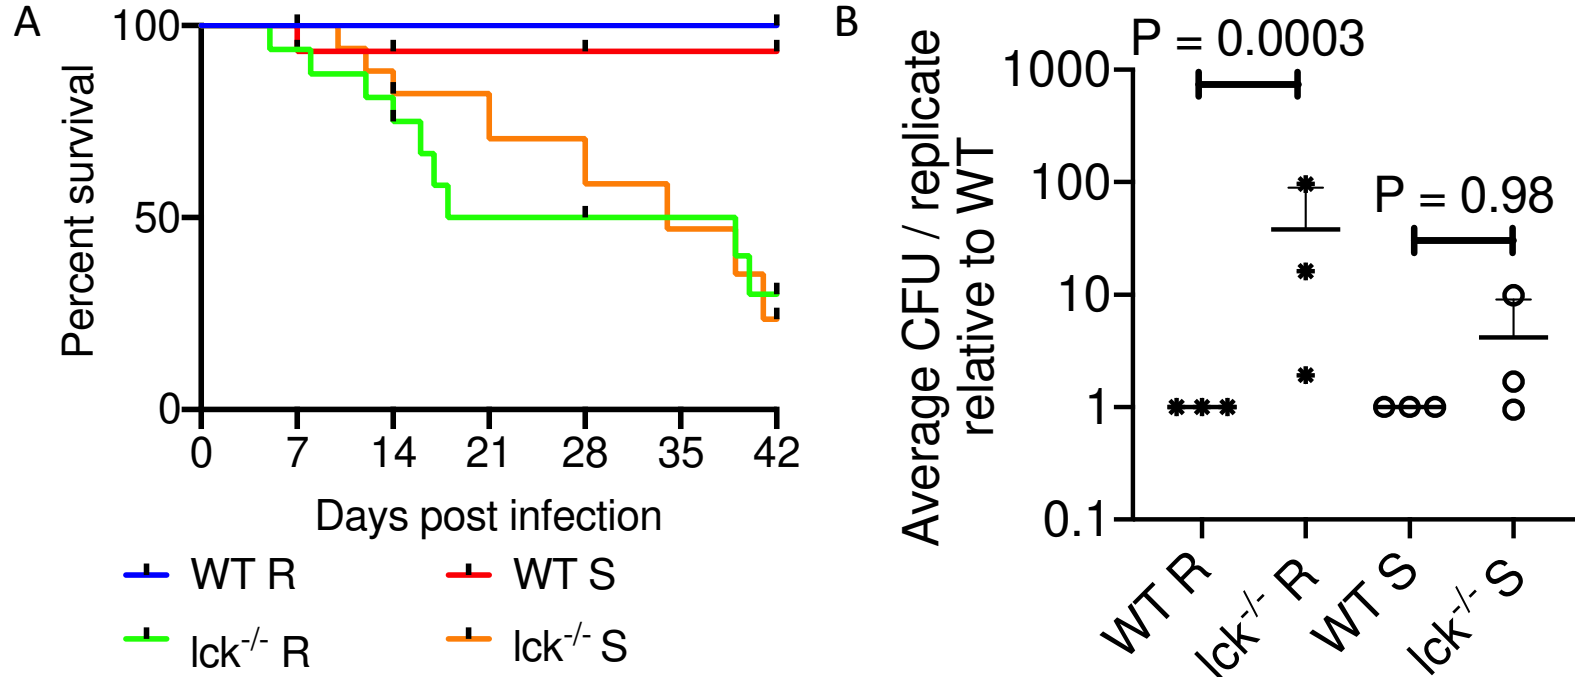 A
100
50
0
Percent survival
0 7 14 21 28 35 42
Days post infection
WT R
WT S
lck-/- R
lck-/- S
B
P = 0.0003
P = 0.98
1000
100
10
1
0.1
Average CFU / replicate
relative to WT
WT R
lck-/- R
WT S
lck-/- S